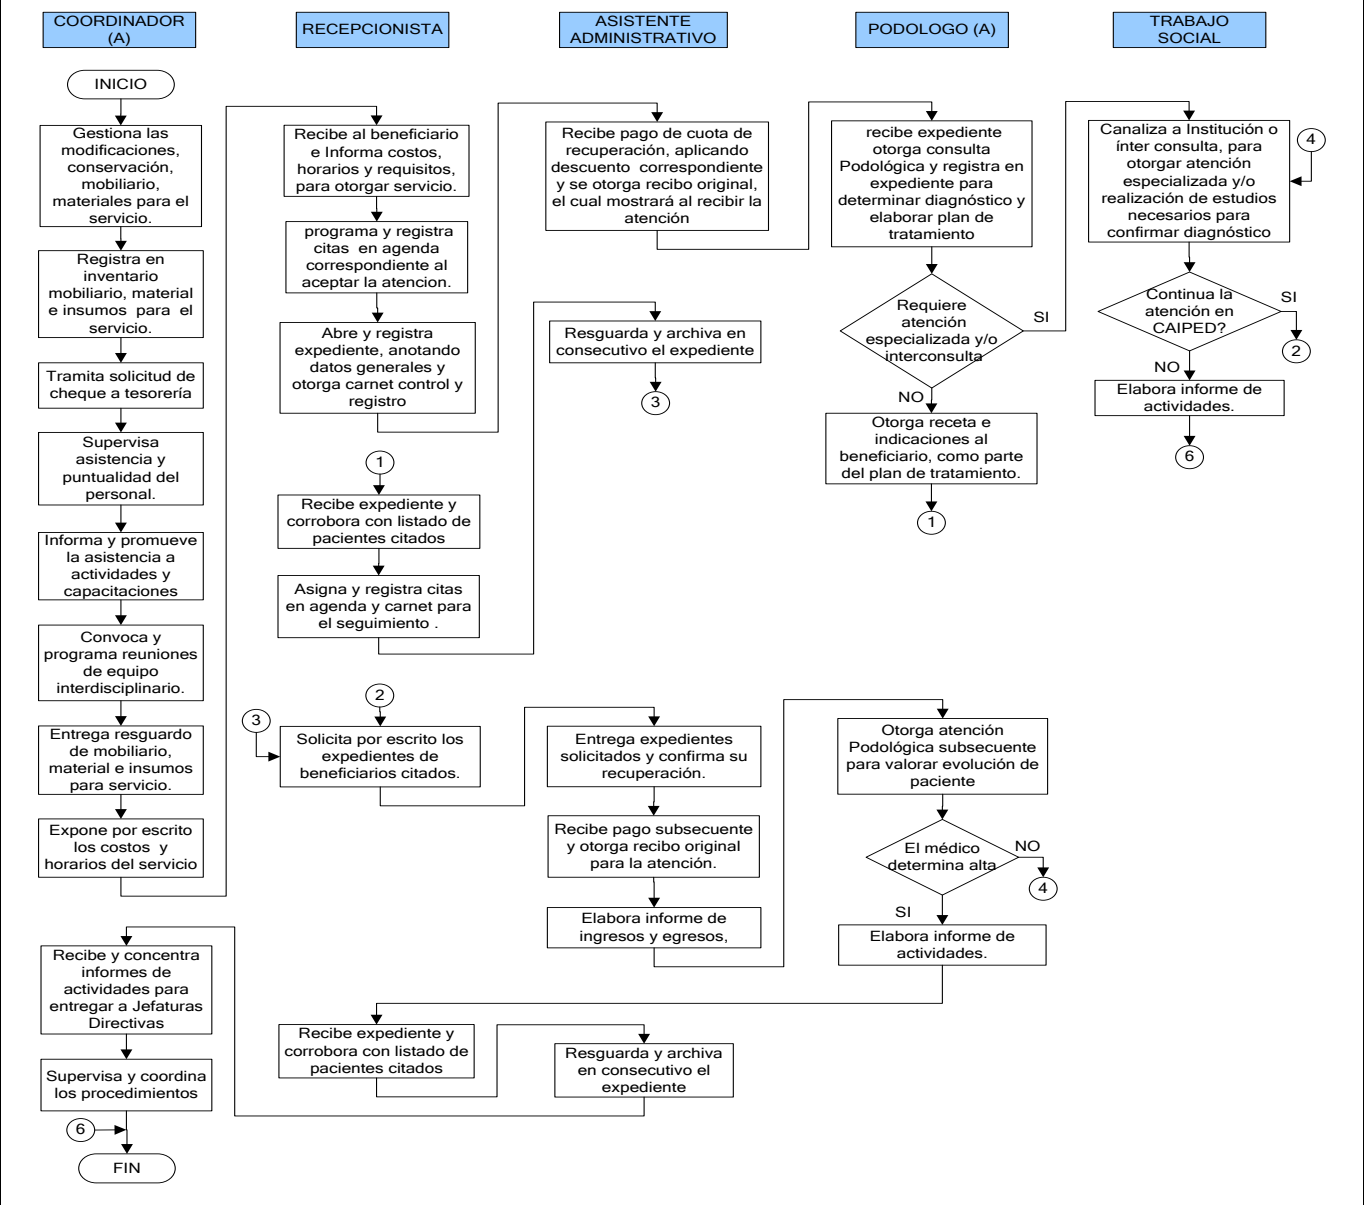 COORDINADOR
(A)
RECEPCIONISTA
ASISTENTE
ADMINISTRATIVO
PODOLOGO (A)
TRABAJO
SOCIAL
INICIO
Gestiona las
modificaciones,
conservación,
mobiliario,
materiales para el
servicio.
Registra en
inventario
mobiliario, material
e insumos para el
servicio.
Tramita solicitud de
cheque a tesorería
Supervisa
asistencia y
puntualidad del
personal.
Informa y promueve
la asistencia a
actividades y
capacitaciones
Convoca y
programa reuniones
de equipo
interdisciplinario.
Entrega resguardo
de mobiliario,
material e insumos
para servicio.
Expone por escrito
los costos y
horarios del servicio
Recibe al beneficiario
e Informa costos,
horarios y requisitos,
para otorgar servicio.
programa y registra
citas en agenda
correspondiente al
aceptar la atencion.
Abre y registra
expediente, anotando
datos generales y
otorga carnet control y
registro
1
Recibe expediente y
corrobora con listado de
pacientes citados
Asigna y registra citas
en agenda y carnet para
el seguimiento .
Recibe pago de cuota de
recuperación, aplicando
descuento correspondiente
y se otorga recibo original,
el cual mostrará al recibir la
atención
Resguarda y archiva en
consecutivo el expediente
3
recibe expediente
otorga consulta
Podológica y registra en
expediente para
determinar diagnóstico y
elaborar plan de
tratamiento
Requiere
atención
especializada y/o
interconsulta
SI
NO
Otorga receta e
indicaciones al
beneficiario, como parte
del plan de tratamiento.
1
Canaliza a Institución o
ínter consulta, para
otorgar atención
especializada y/o
realización de estudios
necesarios para
confirmar diagnóstico
4
Continua la
atención en
CAIPED?
SI
2
NO
Elabora informe de
actividades.
6
2
3
Solicita por escrito los
expedientes de
beneficiarios citados.
Entrega expedientes
solicitados y confirma su
recuperación.
Recibe pago subsecuente
y otorga recibo original
para la atención.
Elabora informe de
ingresos y egresos,
Otorga atención
Podológica subsecuente
para valorar evolución de
paciente
El médico
determina alta
NO
4
SI
Elabora informe de
actividades.
Recibe expediente y
corrobora con listado de
pacientes citados
Resguarda y archiva
en consecutivo el
expediente
Recibe y concentra
informes de
actividades para
entregar a Jefaturas
Directivas
Supervisa y coordina
los procedimientos
6
FIN